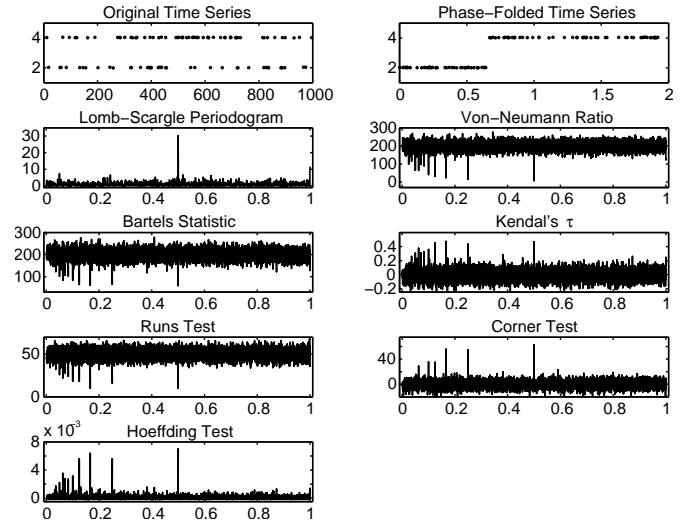 Original Time Series
4
2
0 200 400 600 800 1000
Phase-Folded Time Series
4
2
0 0.5 1 1.5 2
Lomb-Scargle Periodogram
30
20
10
0
0 0.2 0.4 0.6 0.8 1
Von-Neumann Ratio
300
200
100
0
0 0.2 0.4 0.6 0.8 1
Bartels Statistic
300
200
100
0 0.2 0.4 0.6 0.8 1
Kendal's τ
0.4
0.2
0
-0.2
0 0.2 0.4 0.6 0.8 1
Runs Test
50
0
0 0.2 0.4 0.6 0.8 1
Corner Test
40
0
0 0.2 0.4 0.6 0.8 1
Hoeffding Test
x 10-3
8
4
0
0 0.2 0.4 0.6 0.8 1